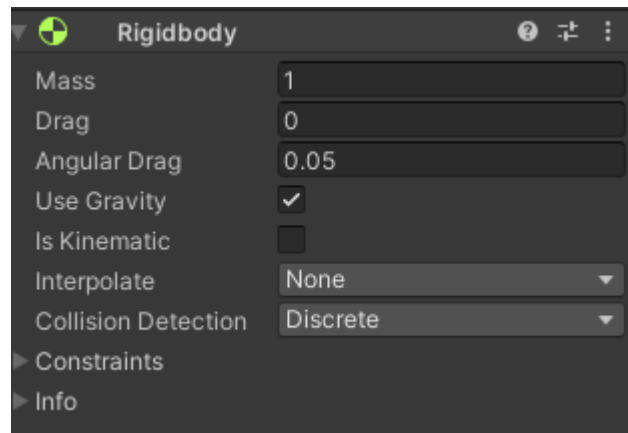 Rigidbody
Mass 1
Drag 0
Angular Drag 0.05
Use Gravity
Is Kinematic
Interpolate None
Collision Detection Discrete
Constraints
Info